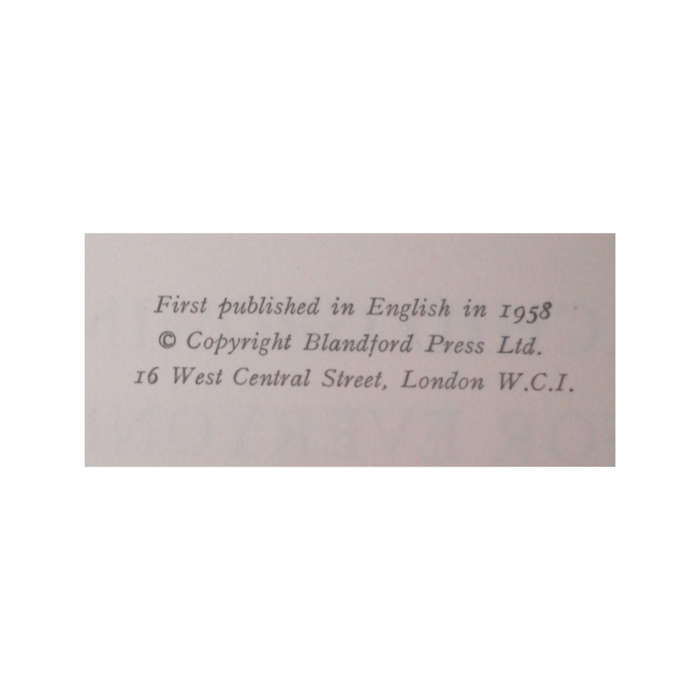 First published in English in 1958
© Copyright Blandford Press Ltd.
16 West Central Street, London W.C.I.